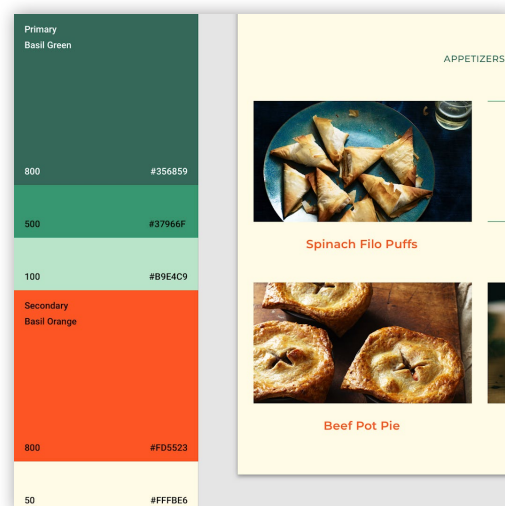 Primary
Basil Green
800 #356859
500 #37966F
100 #B9E4C9
Secondary
Basil Orange
800 #FD5523
50 #FFFBE6
APPETIZERS
Spinach Filo Puffs
Beef Pot Pie